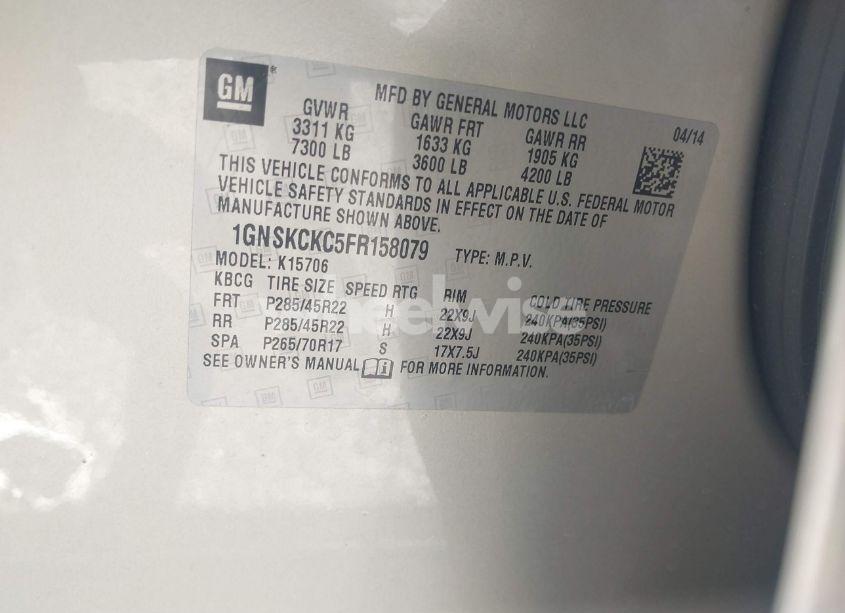 GM
MFD BY GENERAL MOTORS LLC
04/14
GVWR GAWR FRT GAWR RR
3311 KG 1633 KG 1905 KG
7300 LB 3600 LB 4200 LB
THIS VEHICLE CONFORMS TO ALL APPLICABLE U.S. FEDERAL MOTOR
VEHICLE SAFETY STANDARDS IN EFFECT ON THE DATE OF
MANUFACTURE SHOWN ABOVE.
1GNSKCKC5FR158079 TYPE: M.P.V.
MODEL: K15706
KBCG TIRE SIZE SPEED RTG RIM COLD TIRE PRESSURE
FRT P285/45R22 H 22X9J 240KPA(35PSI)
RR P285/45R22 H 22X9J 240KPA(35PSI)
SPA P265/70R17 S 17X7.5J 240KPA(35PSI)
SEE OWNER'S MANUAL FOR MORE INFORMATION.
wheelwise